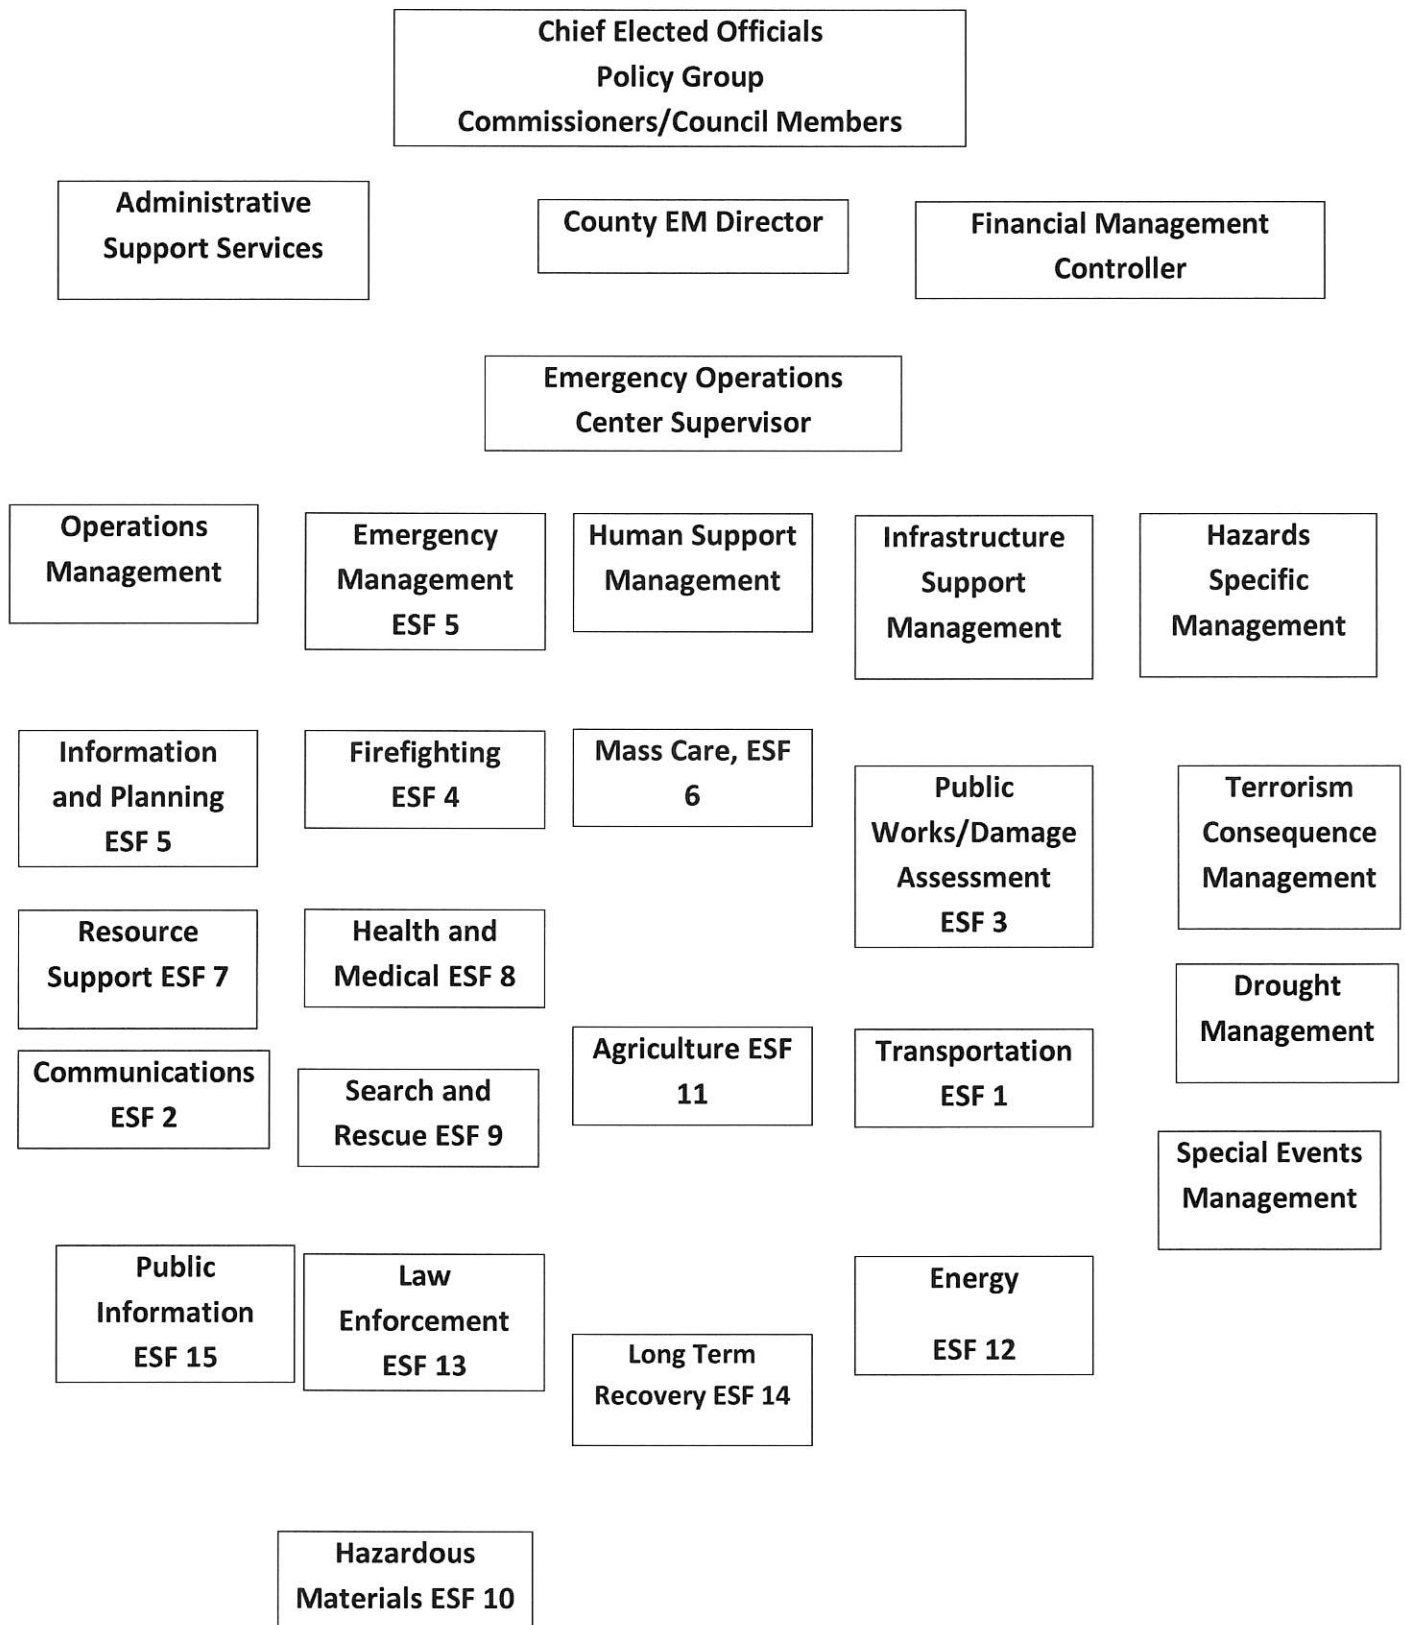 Chief Elected Officials
Policy Group
Commissioners/Council Members
Administrative
Support Services
County EM Director
Financial Management
Controller
Emergency Operations
Center Supervisor
Operations
Management
Emergency
Management
ESF 5
Human Support
Management
Infrastructure
Support
Management
Hazards
Specific
Management
Information
and Planning
ESF 5
Firefighting
ESF 4
Mass Care, ESF
6
Public
Works/Damage
Assessment
ESF 3
Terrorism
Consequence
Management
Resource
Support ESF 7
Health and
Medical ESF 8
Drought
Management
Communications
ESF 2
Search and
Rescue ESF 9
Agriculture ESF
11
Transportation
ESF 1
Special Events
Management
Public
Information
ESF 15
Law
Enforcement
ESF 13
Long Term
Recovery ESF 14
Energy
ESF 12
Hazardous
Materials ESF 10